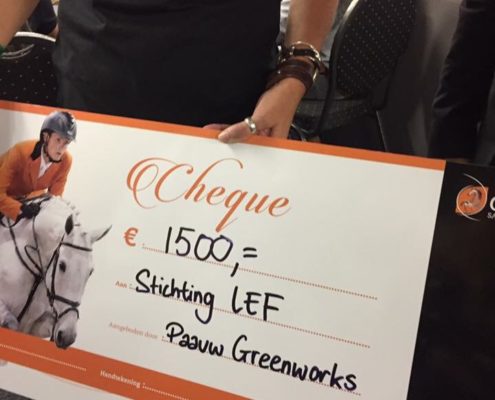 Cheque
€ 1500,=
Aan : Stichting LEF
Aangeboden door : Paauw Greenworks
Handtekening :